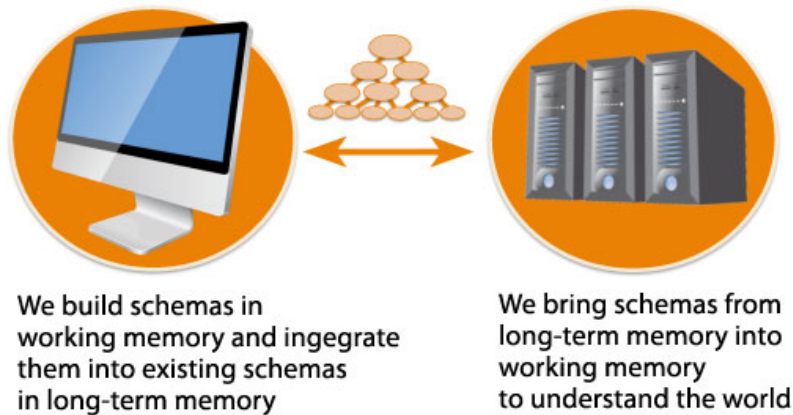 We build schemas in
working memory and ingegrate
them into existing schemas
in long-term memory
We bring schemas from
long-term memory into
working memory
to understand the world